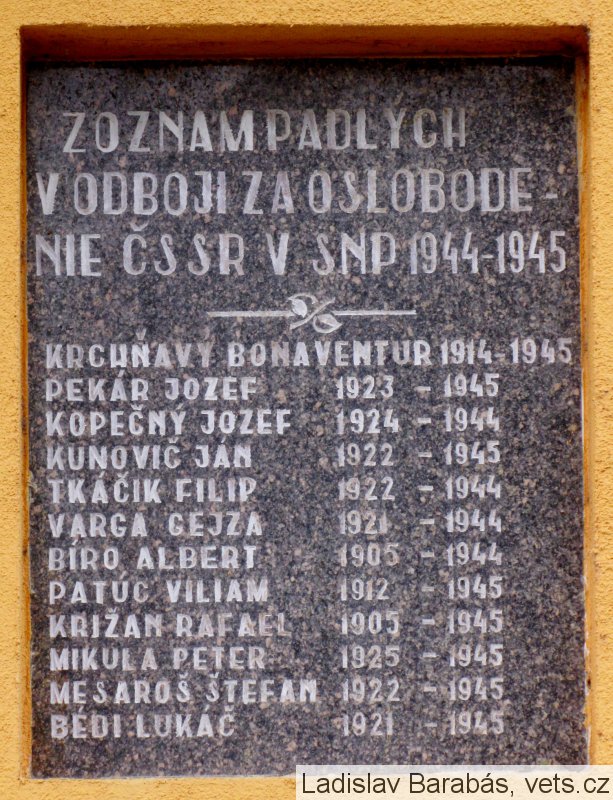 ZOZNAM PADLÝCH
V ODBOJI ZA OSLOBODE-
NIE ČSSR V SNP 1944-1945
KRCHŇAVÝ BONAVENTUR 1914-1945
PEKÁR JOZEF 1923 - 1945
KOPEČNÝ JOZEF 1924 - 1944
KUNOVIČ JÁN 1922 - 1945
TKÁČIK FILIP 1922 - 1944
VARGA GEJZA 1921 - 1944
BÍRO ALBERT 1905 - 1944
PATÚC VILIAM 1912 - 1945
KRIŽAN RAFAEL 1905 - 1945
MIKULA PETER 1925 - 1945
MESAROŠ ŠTEFAN 1922 - 1945
BÉDI LUKÁČ 1921 - 1945
Ladislav Barabás, vets.cz